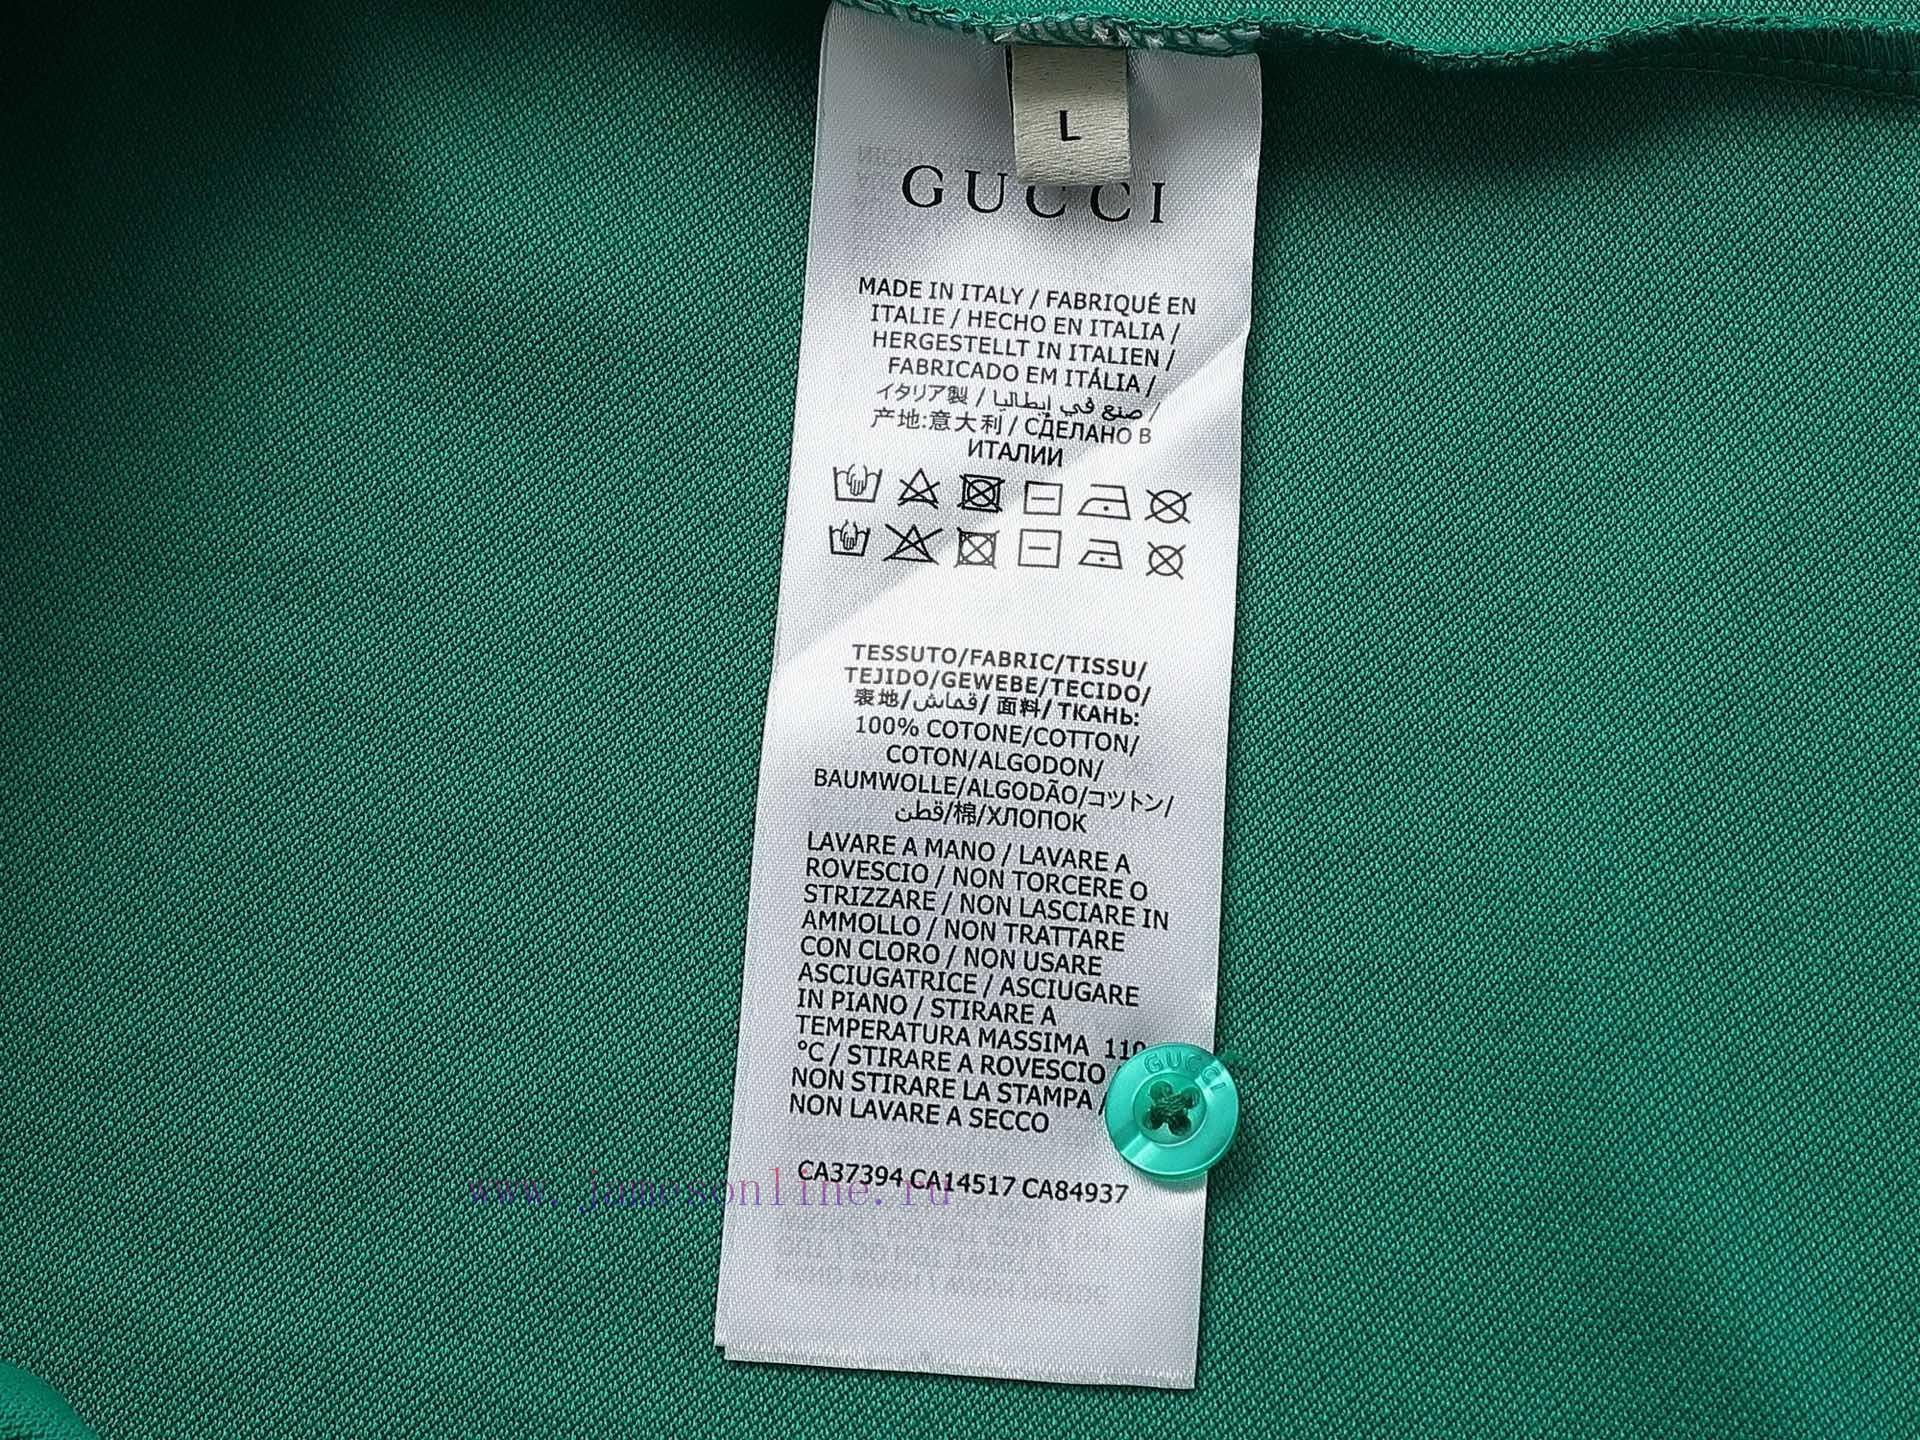 L
GUCCI
MADE IN ITALY / FABRIQUÉ EN
ITALIE / HECHO EN ITALIA /
HERGESTELLT IN ITALIEN /
FABRICADO EM ITÁLIA /
イタリア製 / صنع في إيطاليا /
产地:意大利 / СДЕЛАНО В
ИТАЛИИ
TESSUTO/FABRIC/TISSU/
TEJIDO/GEWEBE/TECIDO/
表地/قماش/ 面料/ ТКАНЬ:
100% COTONE/COTTON/
COTON/ALGODON/
BAUMWOLLE/ALGODÃO/コツトン/
قطن/棉/ХЛОПОК
LAVARE A MANO / LAVARE A
ROVESCIO / NON TORCERE O
STRIZZARE / NON LASCIARE IN
AMMOLLO / NON TRATTARE
CON CLORO / NON USARE
ASCIUGATRICE / ASCIUGARE
IN PIANO / STIRARE A
TEMPERATURA MASSIMA 110
°C / STIRARE A ROVESCIO
NON STIRARE LA STAMPA /
NON LAVARE A SECCO
GUCCI
CA37394 CA14517 CA84937
www.jamesonline.ru